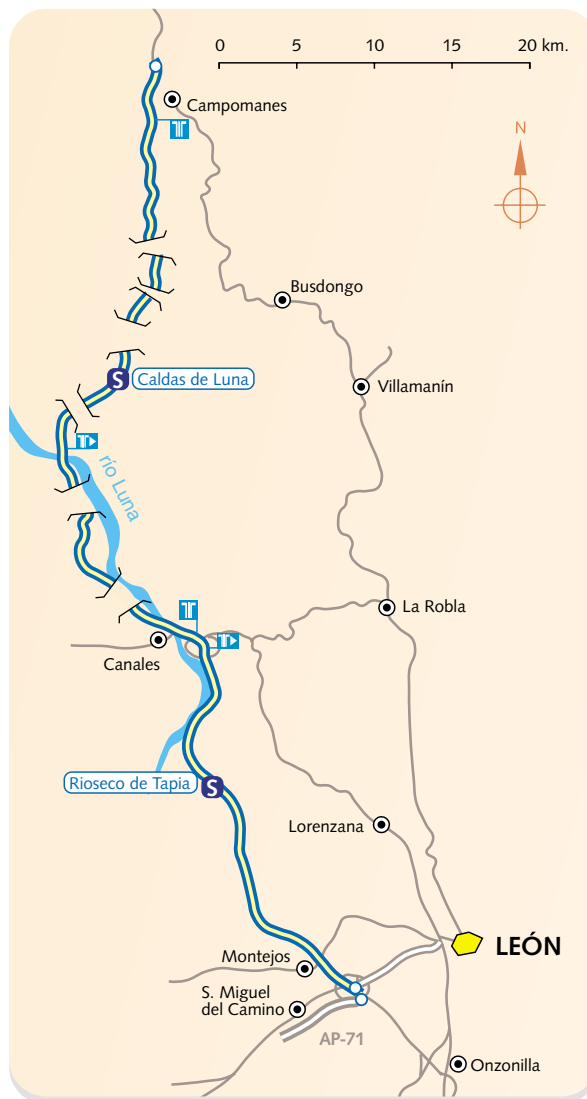 0 5 10 15 20 km.
Campomanes
N
Busdongo
S Caldas de Luna
Villamanín
río Luna
La Robla
Canales
Rioseco de Tapia S
Lorenzana
LEÓN
Montejos
S. Miguel
del Camino
AP-71
Onzonilla